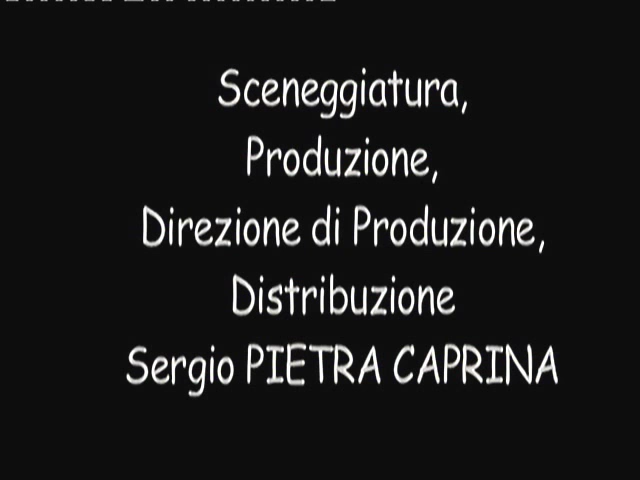 Sceneggiatura,
Produzione,
Direzione di Produzione,
Distribuzione
Sergio PIETRA CAPRINA